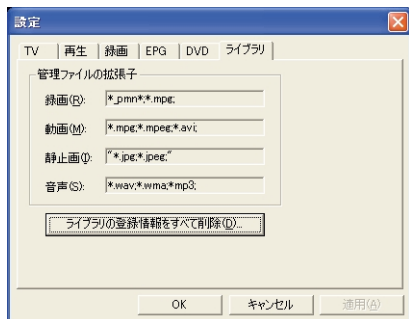 設定
TV 再生 録画 EPG DVD ライブラリ
管理ファイルの拡張子
録画(R): *_pmn*;*.mpg;
動画(M): *.mpg;*.mpeg;*.avi;
静止画(I): "*.jpg;*.jpeg;"
音声(S): *.wav;*.wma;*mp3;
ライブラリの登録情報をすべて削除(D)...
OK キャンセル 適用(A)